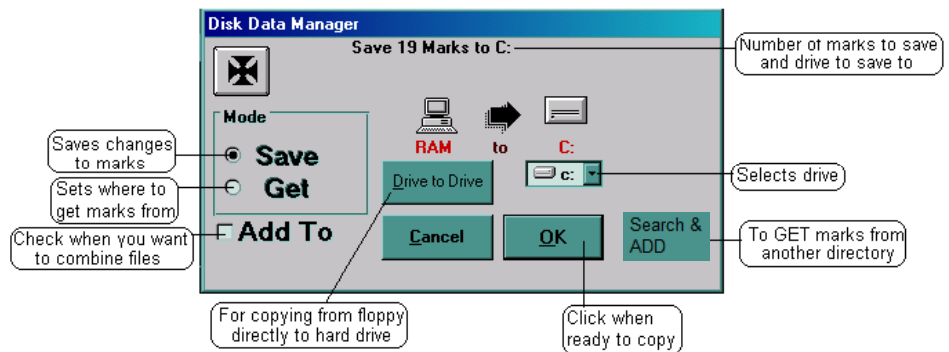 Disk Data Manager
Save 19 Marks to C:
Number of marks to save
and drive to save to
Mode
Saves changes
to marks
Save
RAM
to
C:
Sets where to
get marks from
Get
Drive to Drive
c:
Selects drive
Check when you want
to combine files
Add To
Cancel
OK
Search &
ADD
To GET marks from
another directory
For copying from floppy
directly to hard drive
Click when
ready to copy